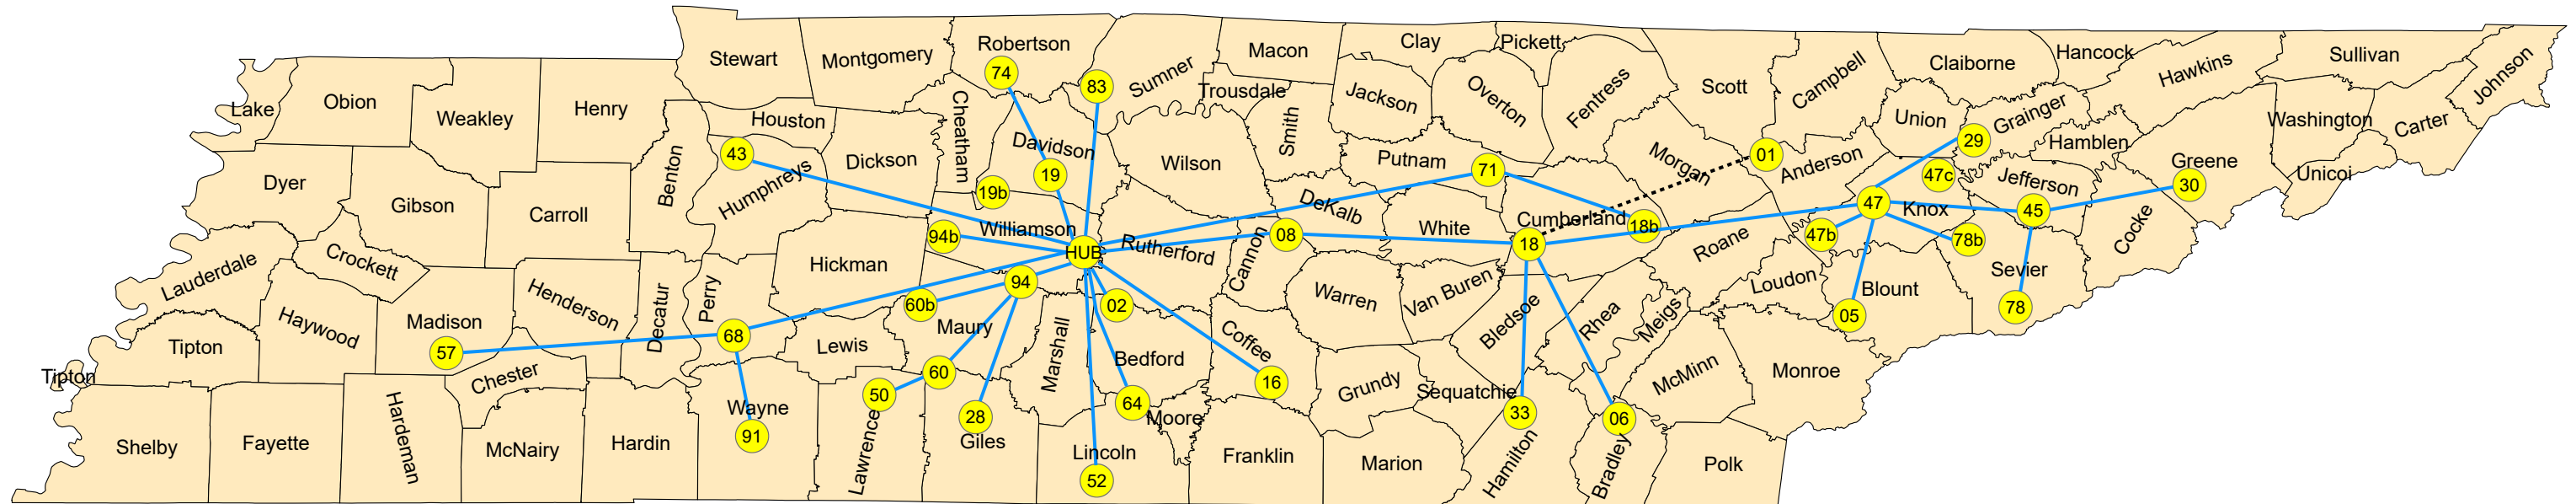 Stewart
Montgomery
Robertson
74
83
Sumner
Macon
Trousdale
Clay
Pickett
Jackson
Overton
Fentress
Scott
Campbell
Claiborne
Hancock
Hawkins
Sullivan
Johnson
Lake
Obion
Weakley
Henry
Houston
Cheatham
Davidson
Smith
Union
Grainger
Hamblen
Washington
Carter
43
Dickson
Wilson
Putnam
71
Morgan
01
Anderson
29
47c
Jefferson
Greene
30
Unicoi
Dyer
Gibson
Carroll
Benton
Humphreys
19
19b
DeKalb
White
Cumberland
18b
47
Knox
45
Cocke
94b
Williamson
HUB
Rutherford
Cannon
08
18
Roane
47b
78b
Lauderdale
Crockett
Hickman
94
Van Buren
Loudon
Blount
Sevier
Haywood
Madison
Henderson
Decatur
Perry
60b
Maury
02
Warren
Bledsoe
Rhea
Meigs
05
78
Tipton
Tipton
57
68
Lewis
Marshall
Bedford
Coffee
Grundy
Sequatchie
McMinn
Monroe
Chester
Wayne
50
60
64
Moore
16
33
06
Shelby
Fayette
Hardeman
McNairy
Hardin
91
Lawrence
28
Giles
Lincoln
52
Franklin
Marion
Hamilton
Bradley
Polk